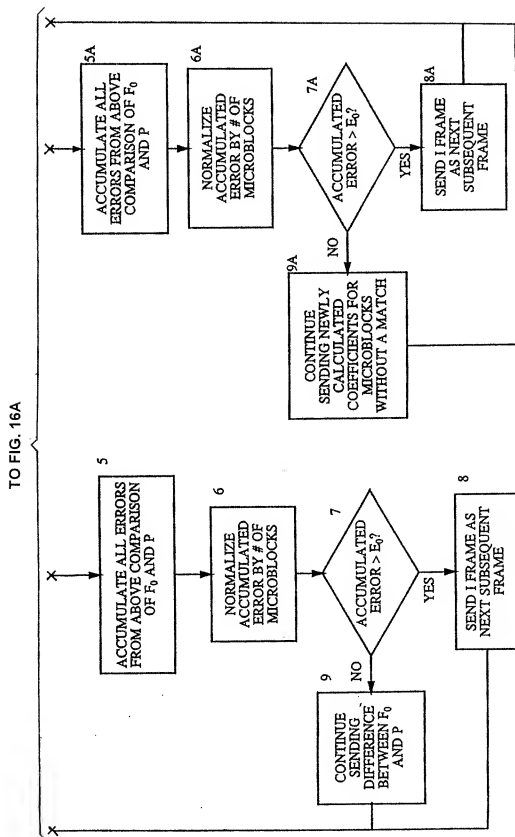 TO FIG. 16A
5
ACCUMULATE ALL ERRORS
FROM ABOVE COMPARISON
OF F₀ AND P
6
NORMALIZE
ACCUMULATED
ERROR BY # OF
MICROBLOCKS
7
ACCUMULATED
ERROR > E₀?
NO
YES
9
CONTINUE
SENDING
DIFFERENCE
BETWEEN F₀
AND P
8
SEND I FRAME AS
NEXT SUBSEQUENT
FRAME
5A
ACCUMULATE ALL
ERRORS FROM ABOVE
COMPARISON OF F₀
AND P
6A
NORMALIZE
ACCUMULATED
ERROR BY # OF
MICROBLOCKS
7A
ACCUMULATED
ERROR > E₀?
NO
YES
9A
CONTINUE
SENDING NEWLY
CALCULATED
COEFFICIENTS FOR
MICROBLOCKS
WITHOUT A MATCH
8A
SEND I FRAME
AS NEXT
SUBSEQUENT
FRAME